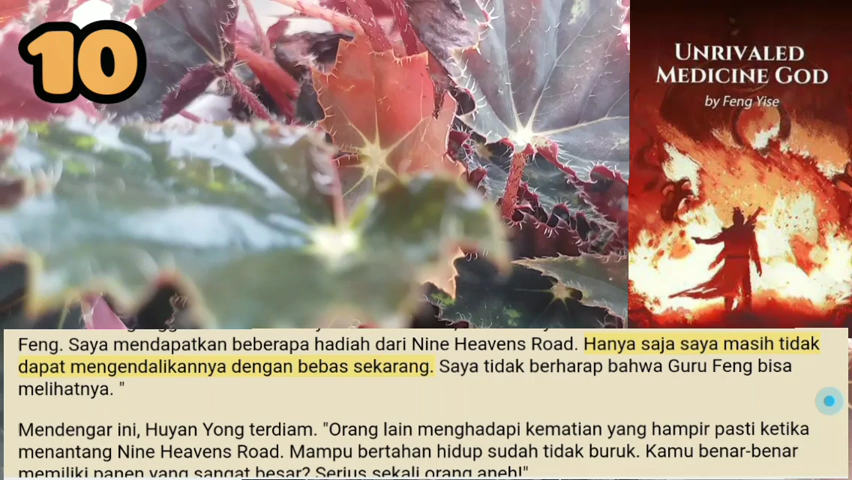 10
UNRIVALED
MEDICINE GOD
by Feng Yise
Feng. Saya mendapatkan beberapa hadiah dari Nine Heavens Road. Hanya saja saya masih tidak
dapat mengendalikannya dengan bebas sekarang. Saya tidak berharap bahwa Guru Feng bisa
melihatnya. "
Mendengar ini, Huyan Yong terdiam. "Orang lain menghadapi kematian yang hampir pasti ketika
menantang Nine Heavens Road. Mampu bertahan hidup sudah tidak buruk. Kamu benar-benar
memiliki panen yang sangat besar? Serius sekali orang aneh!"